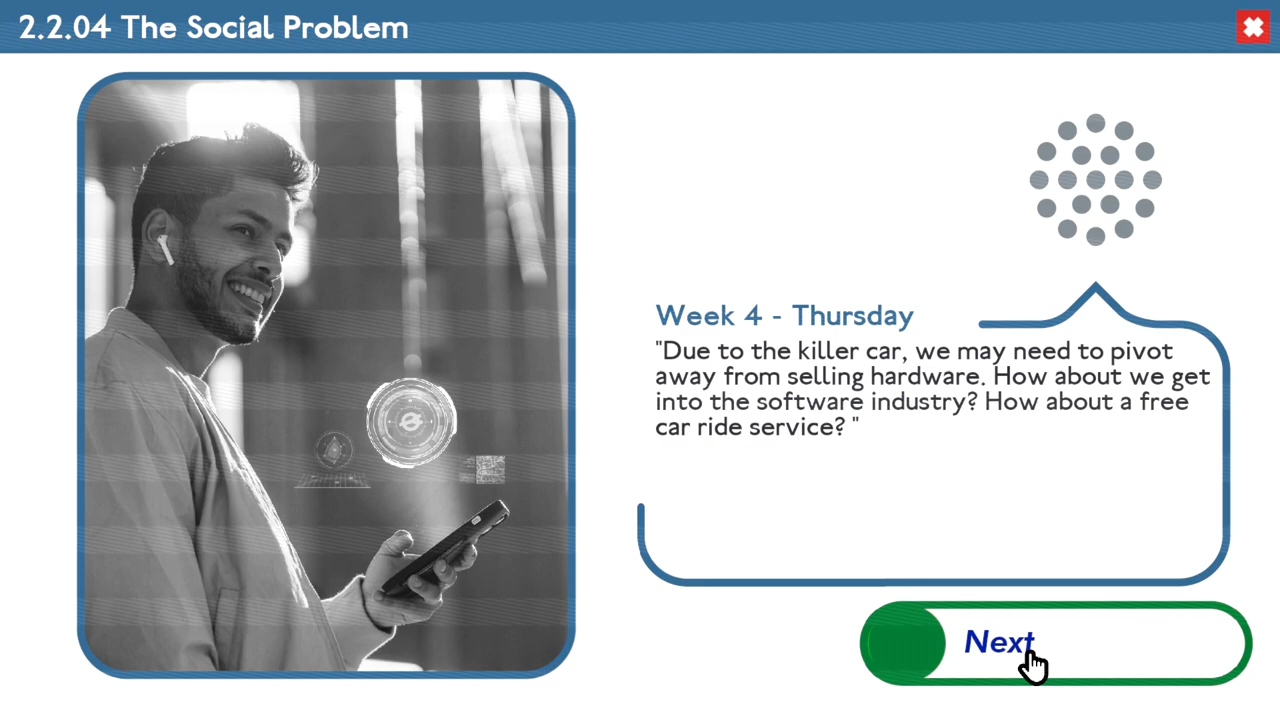 2.2.04 The Social Problem
Week 4 - Thursday
"Due to the killer car, we may need to pivot
away from selling hardware. How about we get
into the software industry? How about a free
car ride service? "
Next